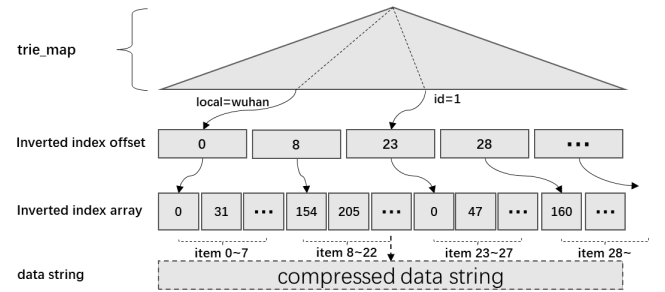 trie_map
local=wuhan
id=1
Inverted index offset
0 8 23 28 ...
Inverted index array
0 31 ... 154 205 ... 0 47 ... 160 ...
item 0~7 item 8~22 item 23~27 item 28~
data string
compressed data string